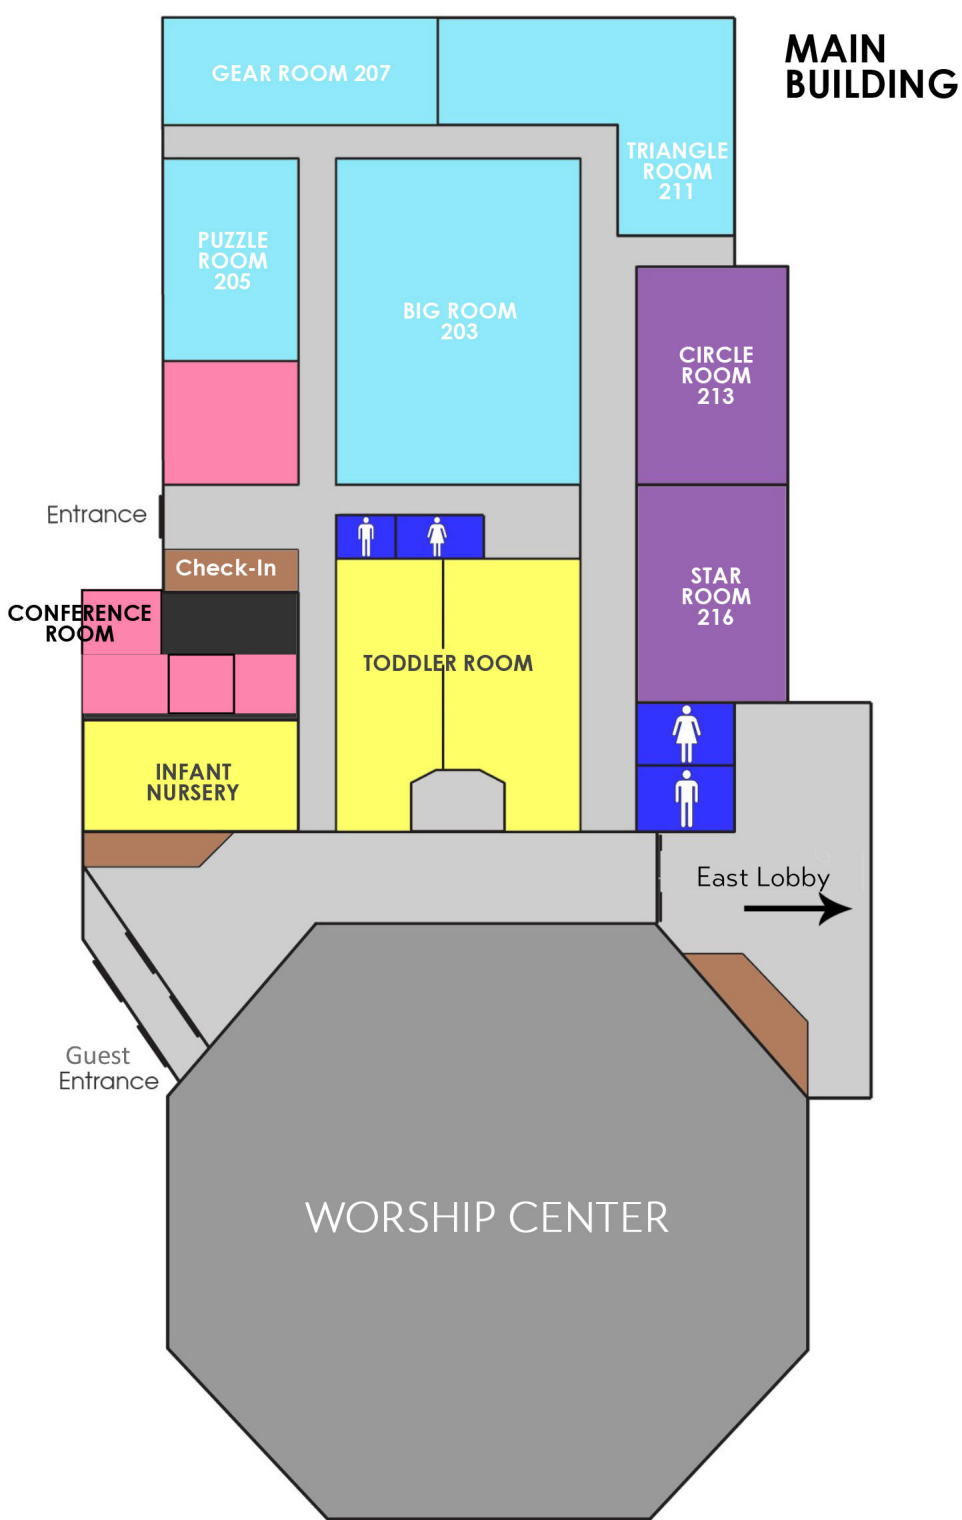 MAIN
BUILDING
GEAR ROOM 207
TRIANGLE
ROOM
211
PUZZLE
ROOM
205
BIG ROOM
203
CIRCLE
ROOM
213
Entrance
Check-In
STAR
ROOM
216
CONFERENCE
ROOM
TODDLER ROOM
INFANT
NURSERY
East Lobby
Guest
Entrance
WORSHIP CENTER